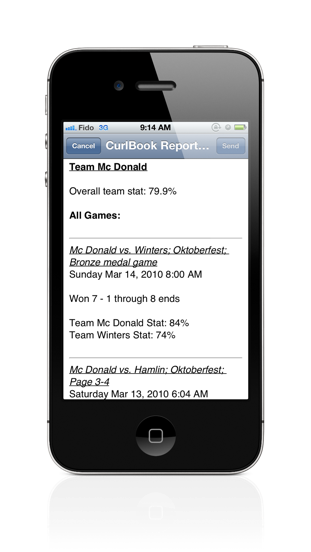 Fido 3G 9:14 AM
Cancel CurlBook Report... Send
Team Mc Donald
Overall team stat: 79.9%
All Games:
Mc Donald vs. Winters; Oktoberfest;
Bronze medal game
Sunday Mar 14, 2010 8:00 AM
Won 7 - 1 through 8 ends
Team Mc Donald Stat: 84%
Team Winters Stat: 74%
Mc Donald vs. Hamlin; Oktoberfest;
Page 3-4
Saturday Mar 13, 2010 6:04 AM